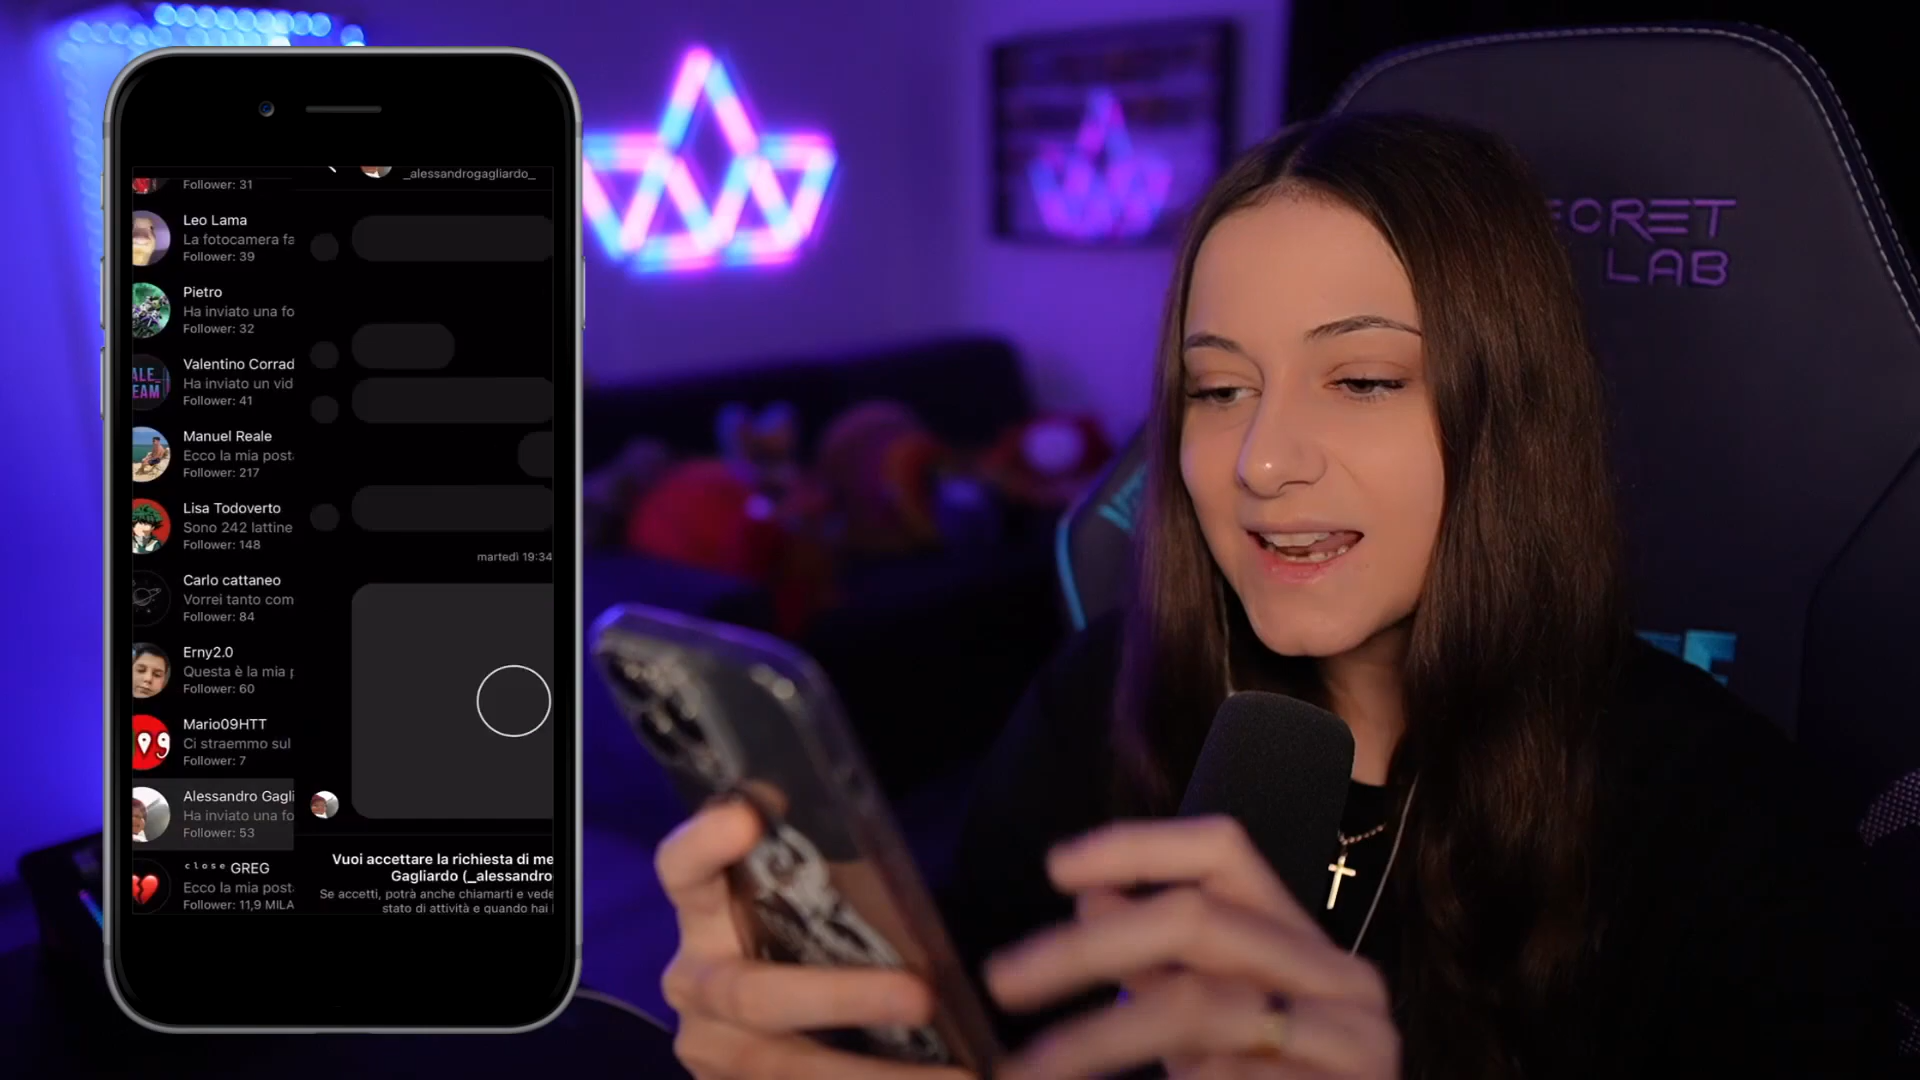 Follower: 31
Leo Lama
La fotocamera fa
Follower: 39
Pietro
Ha inviato una fo
Follower: 32
Valentino Corrad
Ha inviato un vid
Follower: 41
Manuel Reale
Ecco la mia post
Follower: 217
Lisa Todoverto
Sono 242 lattine
Follower: 148
Carlo cattaneo
Vorrei tanto com
Follower: 84
Erny2.0
Questa è la mia p
Follower: 60
Mario09HTT
Ci straemmo sul
Follower: 7
Alessandro Gagli
Ha inviato una fo
Follower: 53
close GREG
Ecco la mia post
Follower: 11,9 MILA
_alessandrogagliardo_
martedì 19:34
Vuoi accettare la richiesta di me
Gagliardo (_alessandro
Se accetti, potrà anche chiamarti e vede
stato di attività e quando hai
ALE_
EAM
09
ECRET
LAB